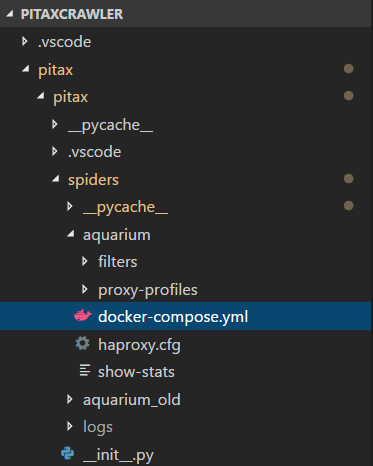 PITAXCRAWLER
.vscode
pitax
pitax
__pycache__
.vscode
spiders
__pycache__
aquarium
filters
proxy-profiles
docker-compose.yml
haproxy.cfg
show-stats
aquarium_old
logs
__init__.py